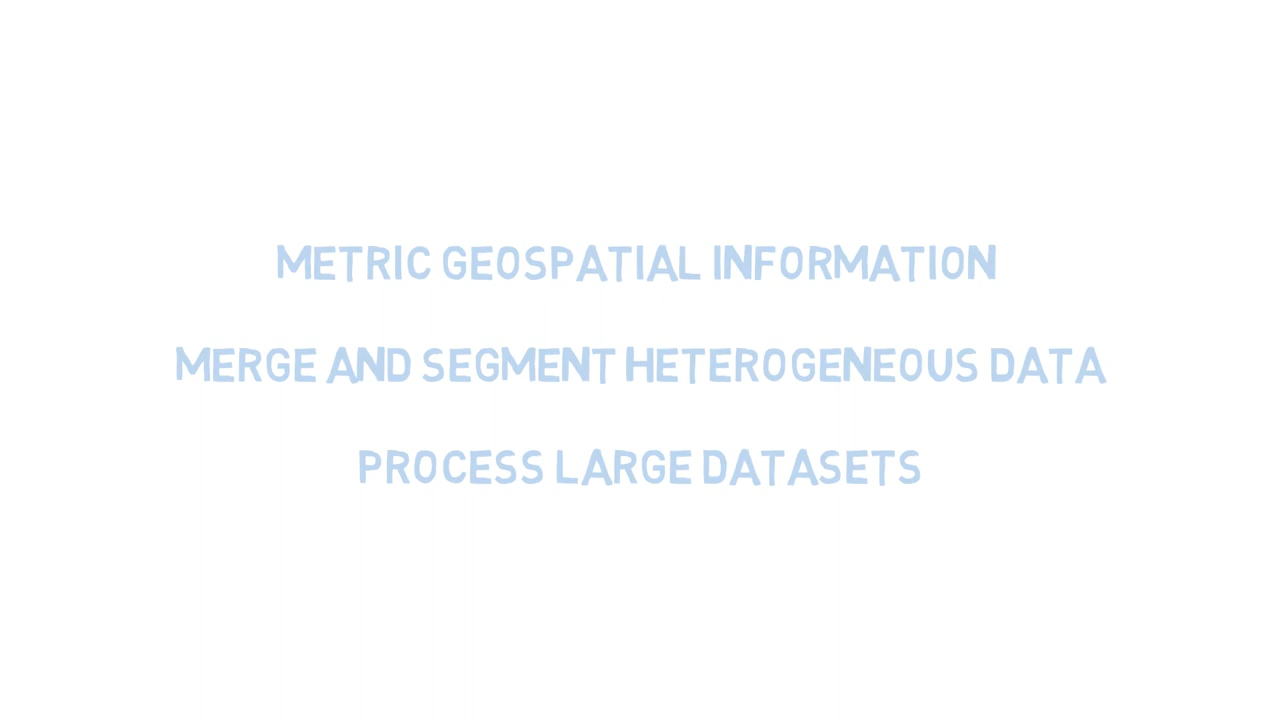 METRIC GEOSPATIAL INFORMATION
MERGE AND SEGMENT HETEROGENEOUS DATA
PROCESS LARGE DATASETS